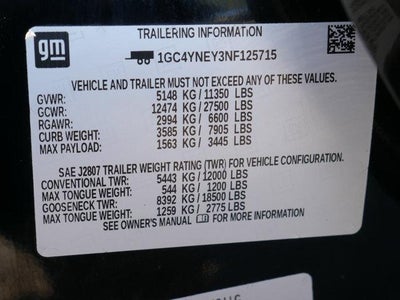 gm
TRAILERING INFORMATION
1GC4YNEY3NF125715
VEHICLE AND TRAILER MUST NOT EXCEED ANY OF THESE VALUES.
GVWR: 5148 KG / 11350 LBS
GCWR: 12474 KG / 27500 LBS
RGAWR: 2994 KG / 6600 LBS
CURB WEIGHT: 3585 KG / 7905 LBS
MAX PAYLOAD: 1563 KG / 3445 LBS
SAE J2807 TRAILER WEIGHT RATING (TWR) FOR VEHICLE CONFIGURATION.
CONVENTIONAL TWR: 5443 KG / 12000 LBS
MAX TONGUE WEIGHT: 544 KG / 1200 LBS
GOOSENECK TWR: 8392 KG / 18500 LBS
MAX TONGUE WEIGHT: 1259 KG / 2775 LBS
SEE OWNER'S MANUAL FOR MORE INFORMATION